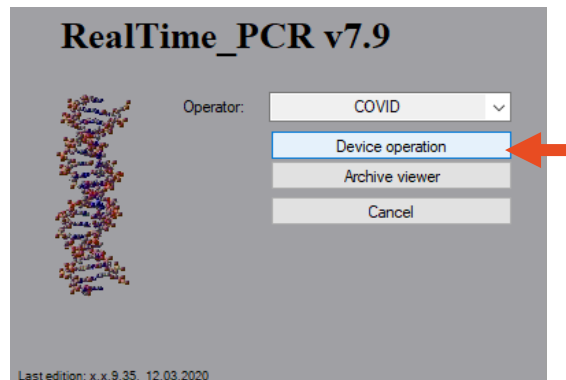 RealTime_PCR v7.9
Operator: COVID
Device operation
Archive viewer
Cancel
Last edition: x.x.9.35, 12.03.2020